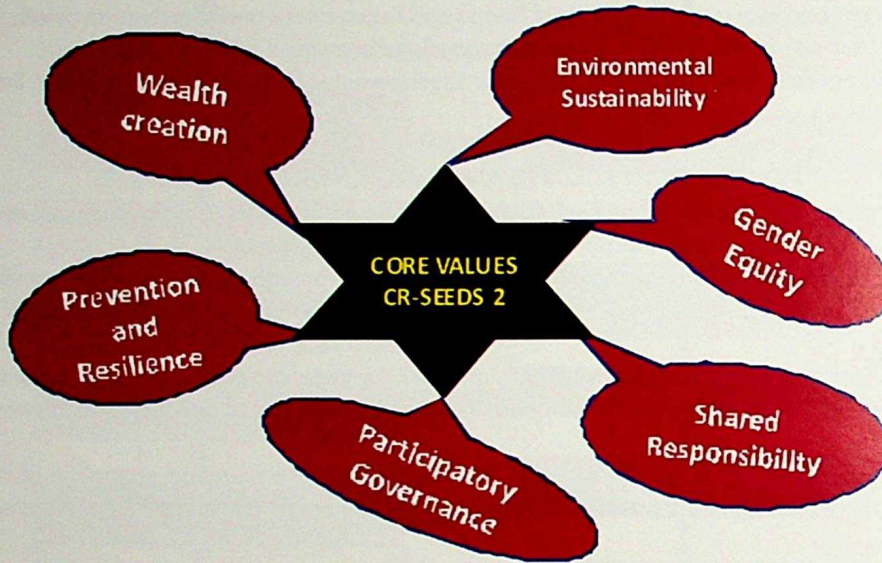 Wealth
creation
Environmental
Sustainability
Gender
Equity
CORE VALUES
CR-SEEDS 2
Prevention
and
Resilience
Shared
Responsibility
Participatory
Governance